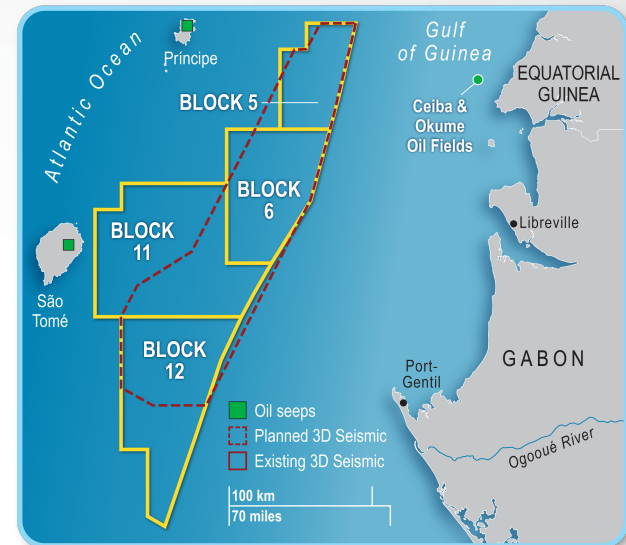 Atlantic Ocean
Príncipe
Gulf
of Guinea
EQUATORIAL
GUINEA
BLOCK 5
Ceiba &
Okume
Oil Fields
BLOCK
6
Libreville
BLOCK
11
São
Tomé
BLOCK
12
GABON
Port-
Gentil
Ogooué River
Oil seeps
Planned 3D Seismic
Existing 3D Seismic
100 km
70 miles